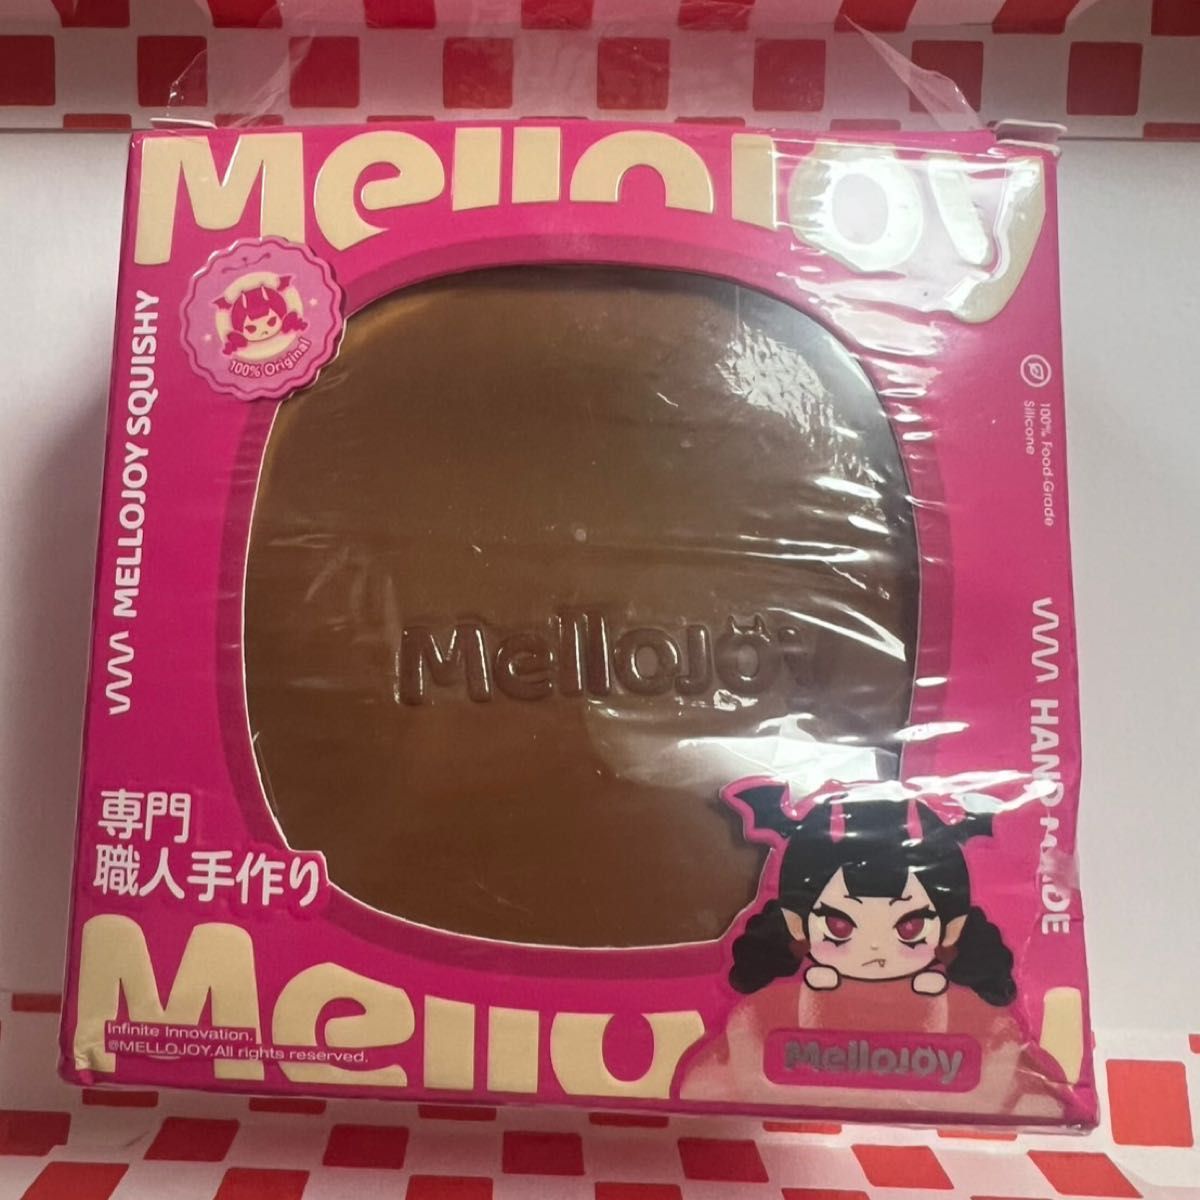 Mellojoy
100% Original
MELLOJOY SQUISHY
100% Food-Grade
Silicone
HAND MADE
Mellojoy
専門
職人手作り
Infinite Innovation.
@MELLOJOY.All rights reserved.
Mellojoy